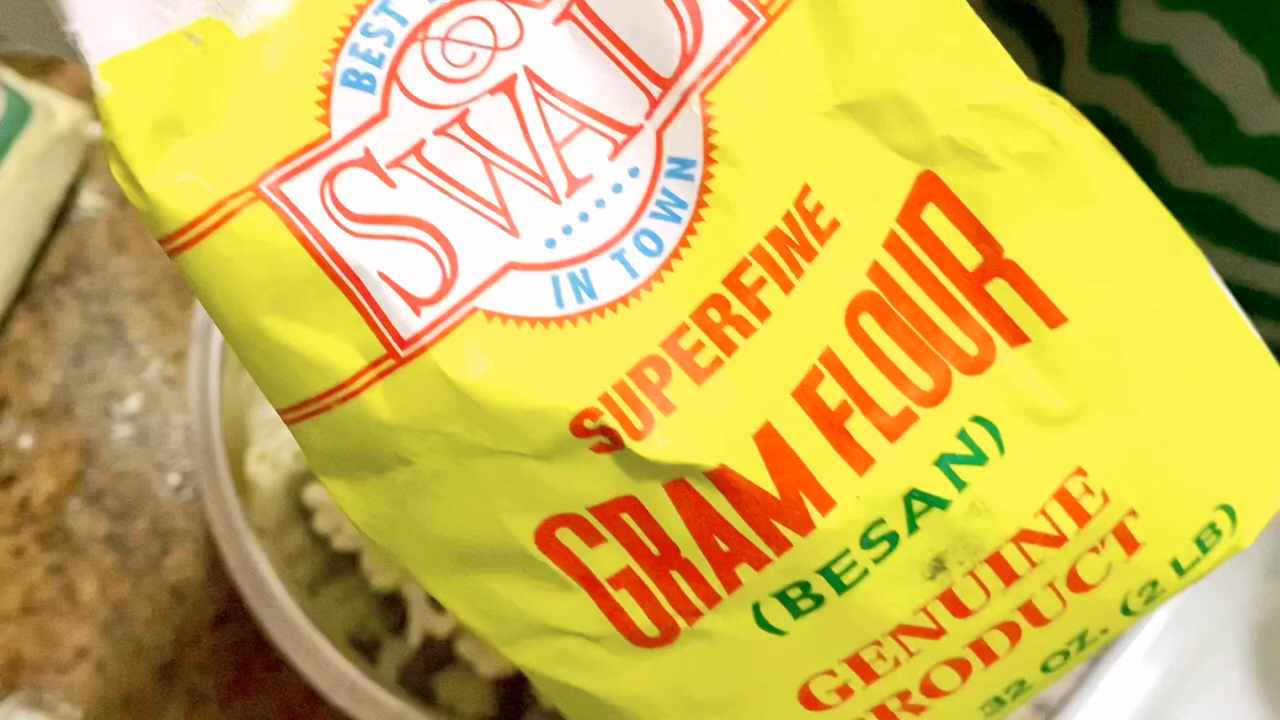 BEST
SWAD
IN TOWN
SUPERFINE
GRAM FLOUR
(BESAN)
GENUINE
PRODUCT
32 OZ. (2 LB)